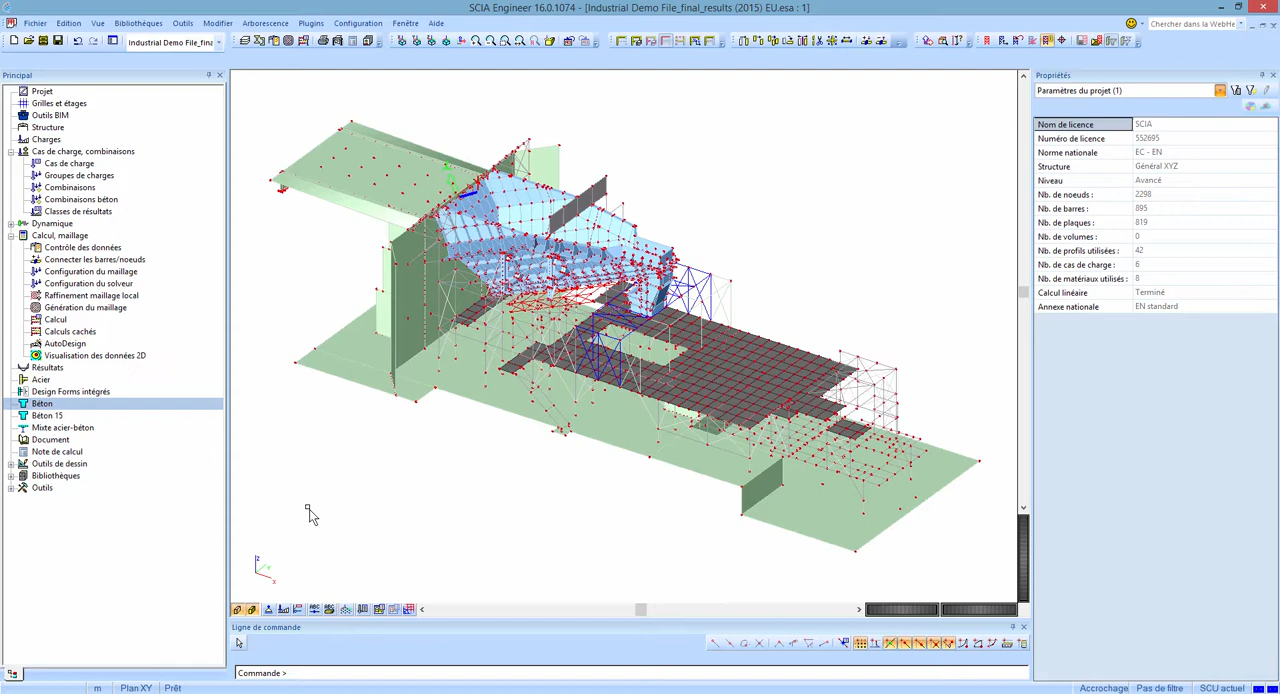 SCIA Engineer 16.0.1074 - [Industrial Demo File_final_results (2015) EU.esa : 1]
Fichier Edition Vue Bibliothèques Outils Modifier Arborescence Plugins Configuration Fenêtre Aide
Chercher dans la WebHe
Industrial Demo File_fina
Principal
Projet
Grilles et étages
Outils BIM
Structure
Charges
Cas de charge, combinaisons
Cas de charge
Groupes de charges
Combinaisons
Combinaisons béton
Classes de résultats
Dynamique
Calcul, maillage
Contrôle des données
Connecter les barres/noeuds
Configuration du maillage
Configuration du solveur
Raffinement maillage local
Génération du maillage
Calcul
Calculs cachés
AutoDesign
Visualisation des données 2D
Résultats
Acier
Design Forms intégrés
Béton
Béton 15
Mixte acier-béton
Document
Note de calcul
Outils de dessin
Bibliothèques
Outils
z
y
x
Ligne de commande
Commande >
Propriétés
Paramètres du projet (1)
Nom de licence SCIA
Numéro de licence 552695
Norme nationale EC - EN
Structure Général XYZ
Niveau Avancé
Nb. de noeuds : 2298
Nb. de barres : 895
Nb. de plaques : 819
Nb. de volumes : 0
Nb. de profils utilisées : 42
Nb. de cas de charge : 6
Nb. de matériaux utilisés : 8
Calcul linéaire Terminé
Annexe nationale EN standard
m Plan XY Prêt
Accrochage Pas de filtre SCU actuel